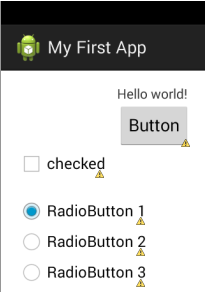 My First App
Hello world!
Button
checked
RadioButton 1
RadioButton 2
RadioButton 3